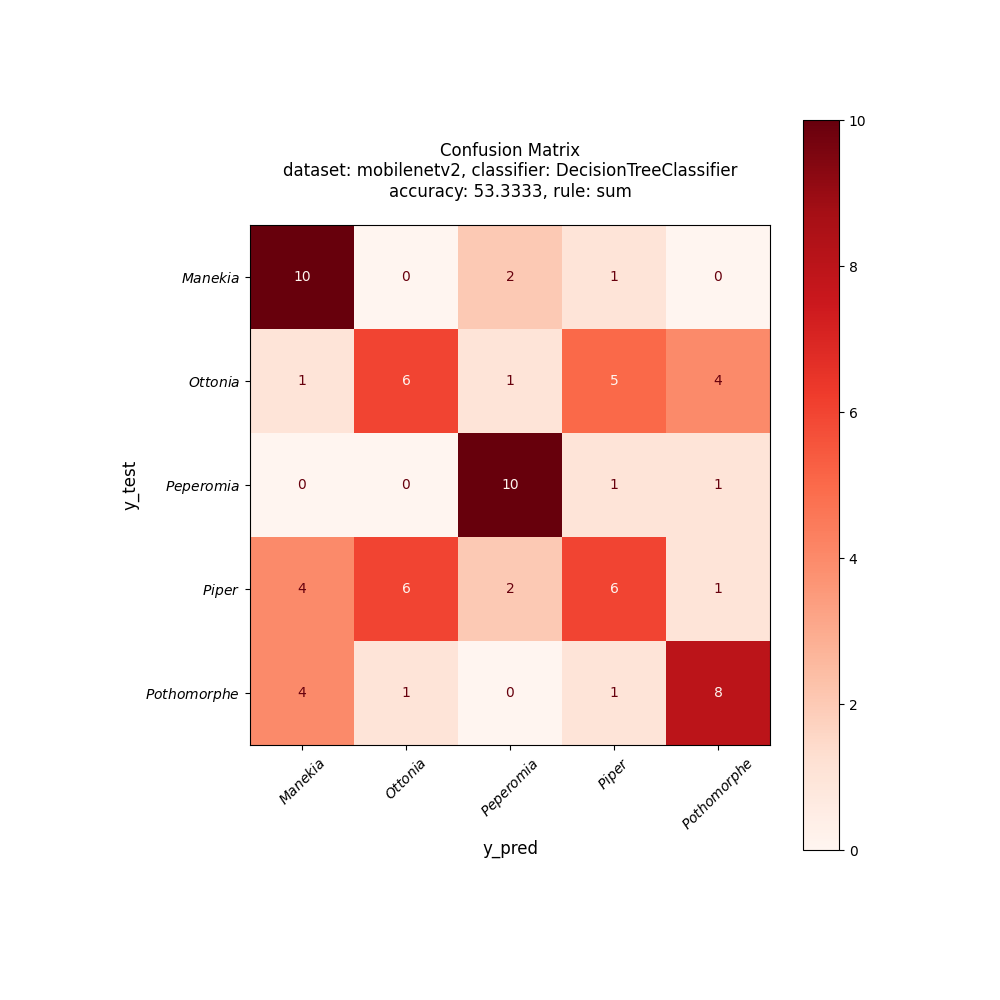 Confusion Matrix
dataset: mobilenetv2, classifier: DecisionTreeClassifier
accuracy: 53.3333, rule: sum
Manekia 10 0 2 1 0
Ottonia 1 6 1 5 4
Peperomia 0 0 10 1 1
Piper 4 6 2 6 1
Pothomorphe 4 1 0 1 8
Manekia Ottonia Peperomia Piper Pothomorphe
y_pred
y_test
10
8
6
4
2
0